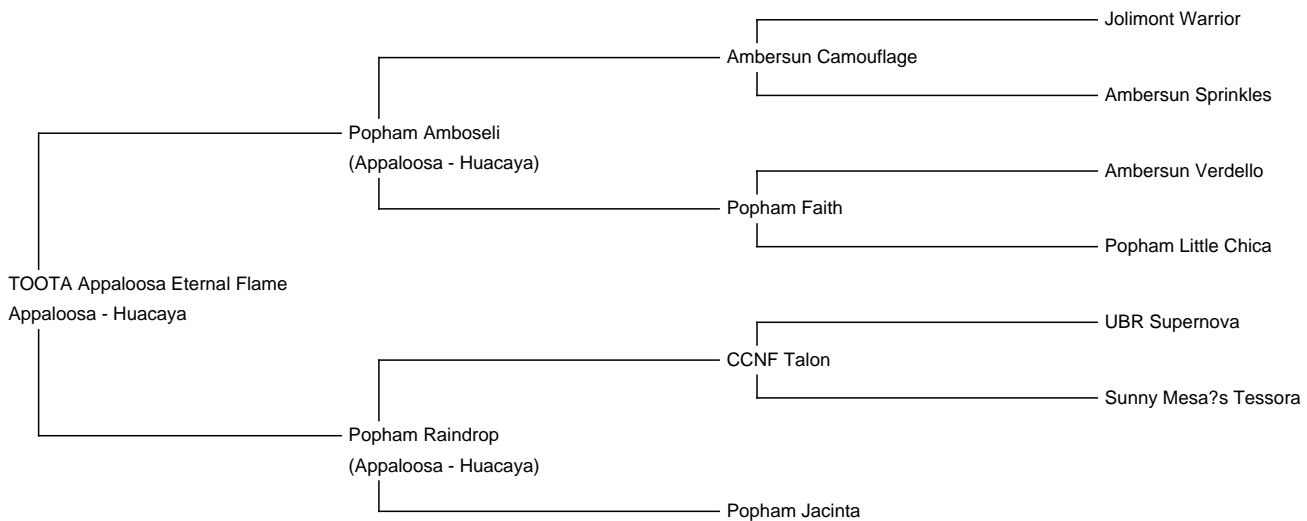 Jolimont Warrior
Ambersun Camouflage
Ambersun Sprinkles
Popham Amboseli
(Appaloosa - Huacaya)
Ambersun Verdello
Popham Faith
Popham Little Chica
TOOTA Appaloosa Eternal Flame
Appaloosa - Huacaya
UBR Supernova
CCNF Talon
Sunny Mesa?s Tessora
Popham Raindrop
(Appaloosa - Huacaya)
Popham Jacinta